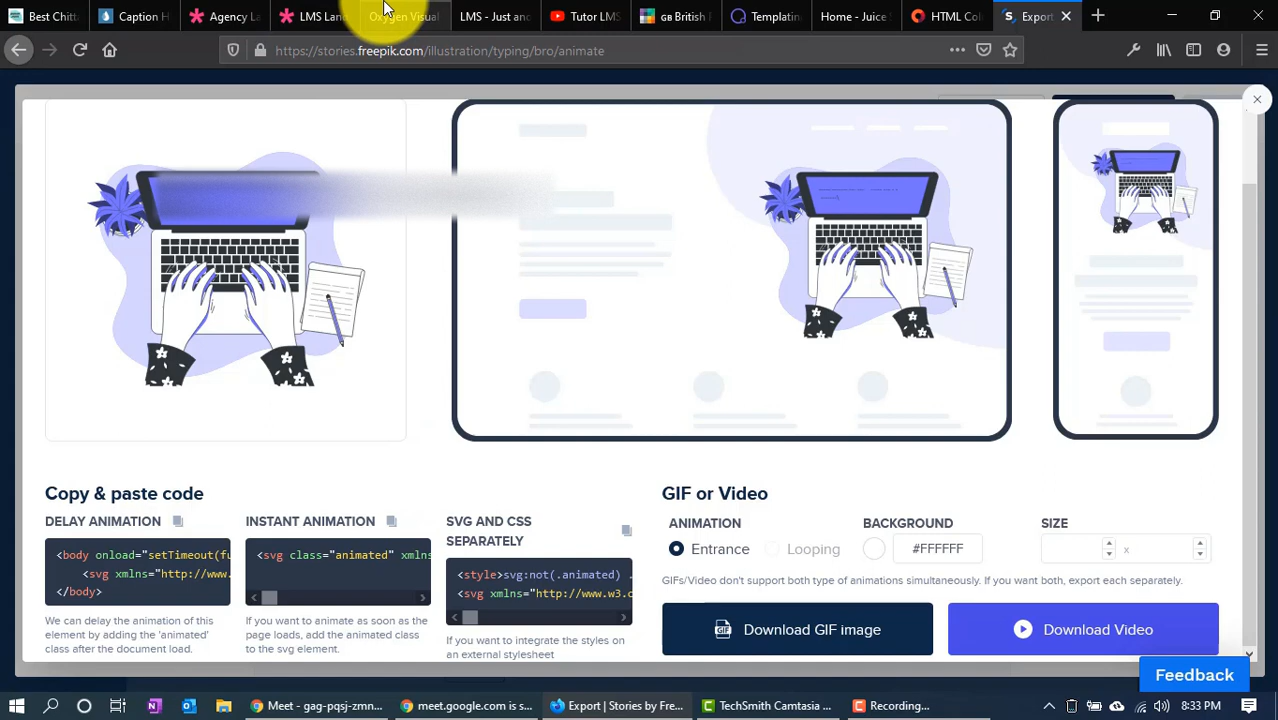 Best Chitt
Caption H
Agency La
LMS Land
Oxygen Visual
LMS - Just and
Tutor LMS
GB British P
Templatin
Home - Juice S
HTML Col
Export
https://stories.freepik.com/illustration/typing/bro/animate
Copy & paste code
DELAY ANIMATION
<body onload="setTimeout(fu
<svg xmlns="http://www.
</body>
We can delay the animation of this
element by adding the 'animated'
class after the document load.
INSTANT ANIMATION
<svg class="animated" xmlns
If you want to animate as soon as the
page loads, add the animated class
to the svg element.
SVG AND CSS
SEPARATELY
<style>svg:not(.animated) .
<svg xmlns="http://www.w3.o
If you want to integrate the styles on
an external stylesheet
GIF or Video
ANIMATION
Entrance
Looping
BACKGROUND
#FFFFFF
SIZE
x
GIFs/Video don't support both type of animations simultaneously. If you want both, export each separately.
GIF
Download GIF image
Download Video
Feedback
Meet - gag-pqsj-zmn...
meet.google.com is s...
Export | Stories by Fre...
TechSmith Camtasia ...
Recording...
8:33 PM